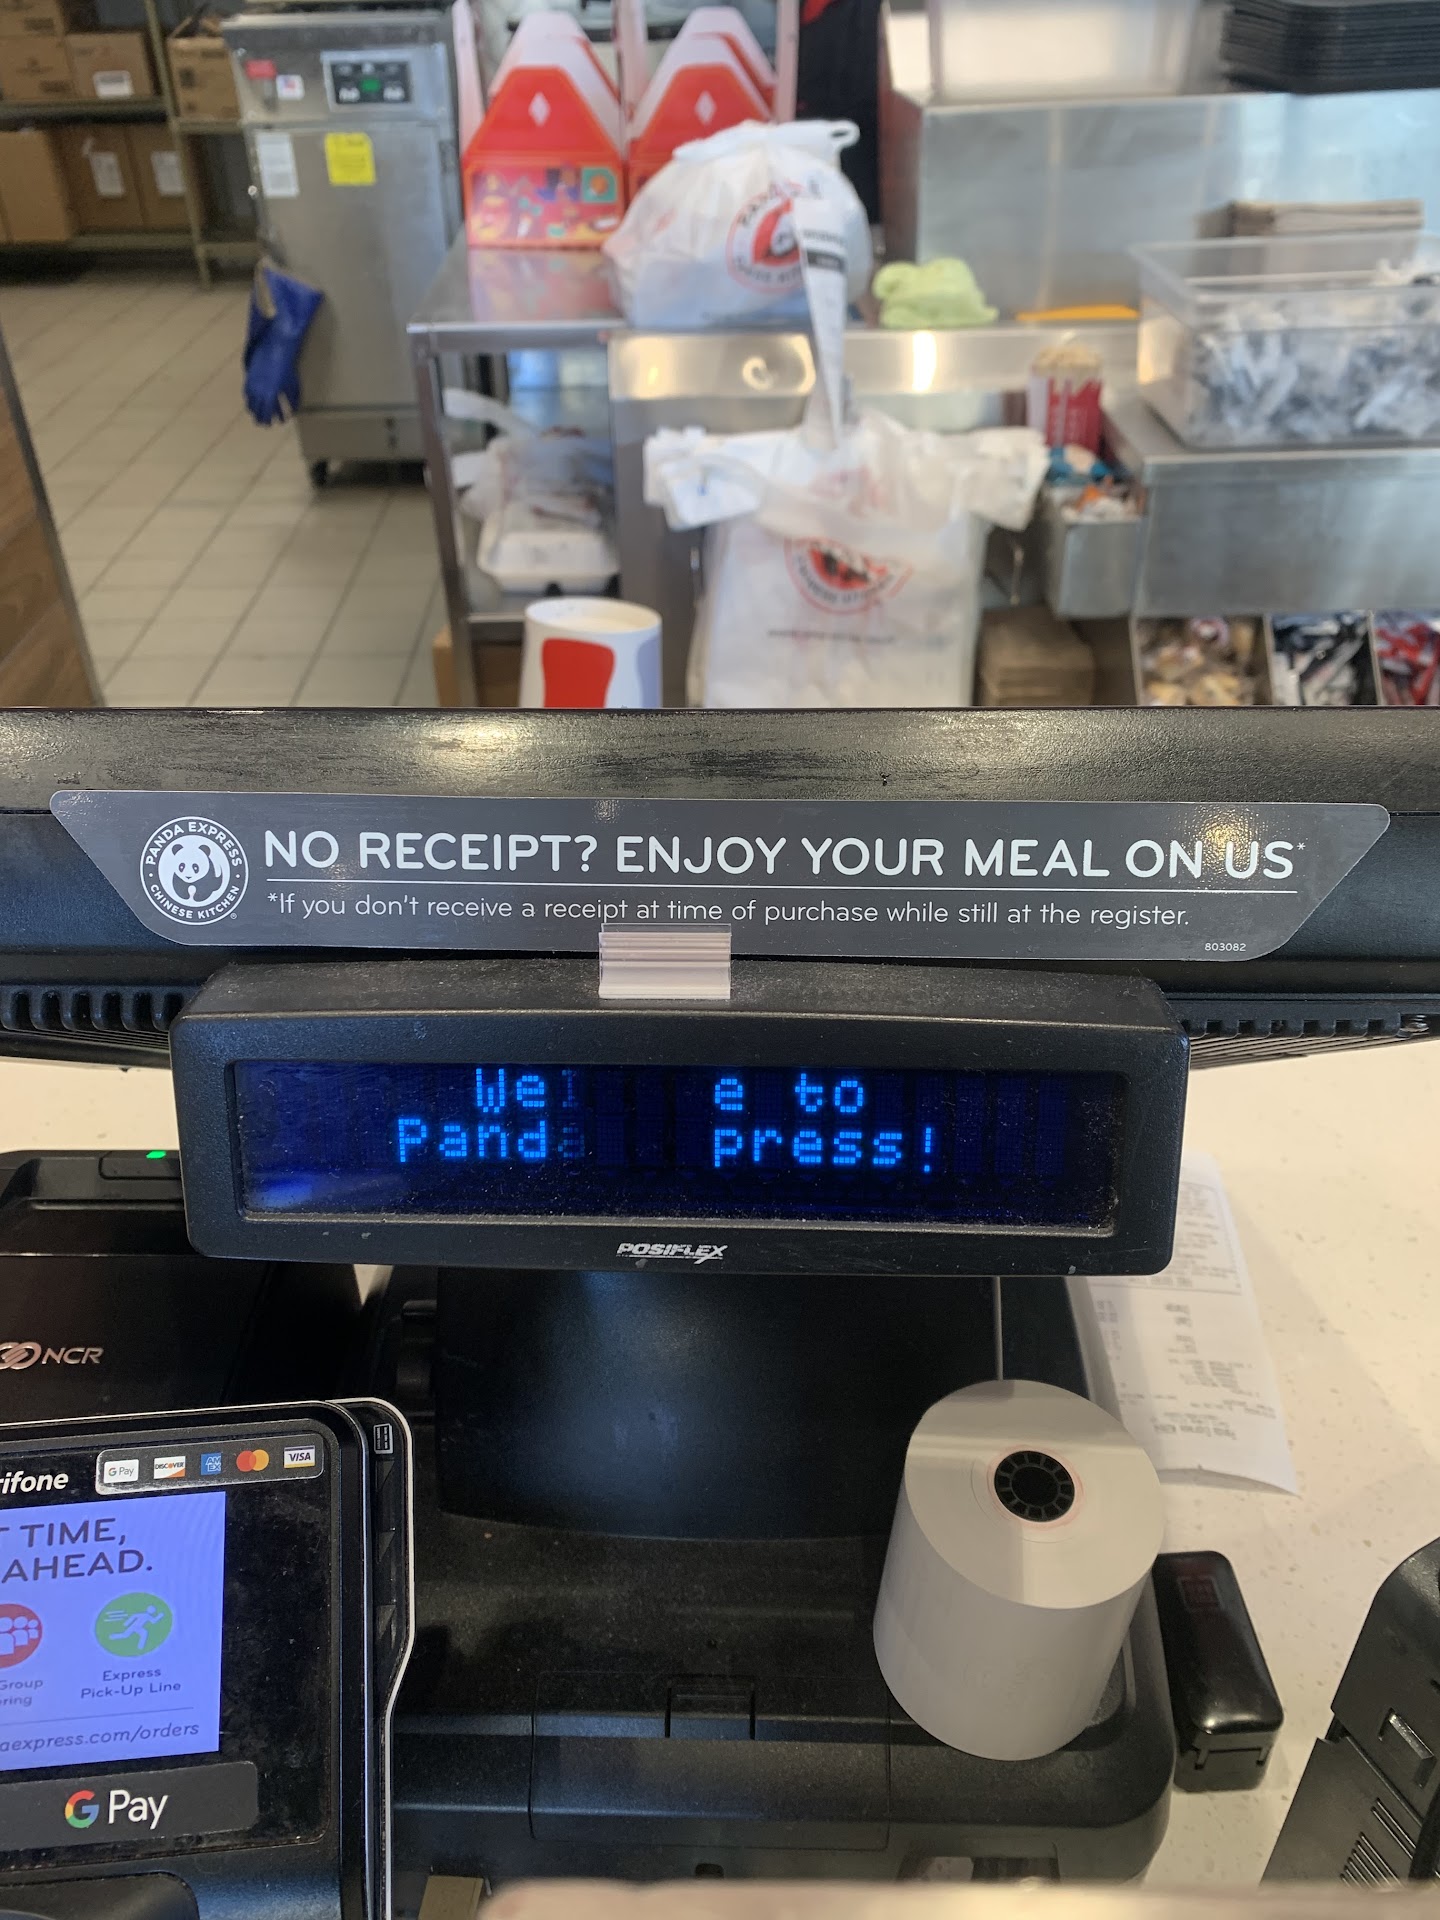 PANDA EXPRESS
CHINESE KITCHEN
NO RECEIPT? ENJOY YOUR MEAL ON US*
*If you don't receive a receipt at time of purchase while still at the register.
803082
Wel e to
Panda press!
POSIFLEX
NCR
rifone
G Pay DISCOVER AMEX VISA
T TIME,
AHEAD.
Group
ring
Express
Pick-Up Line
aexpress.com/orders
G Pay